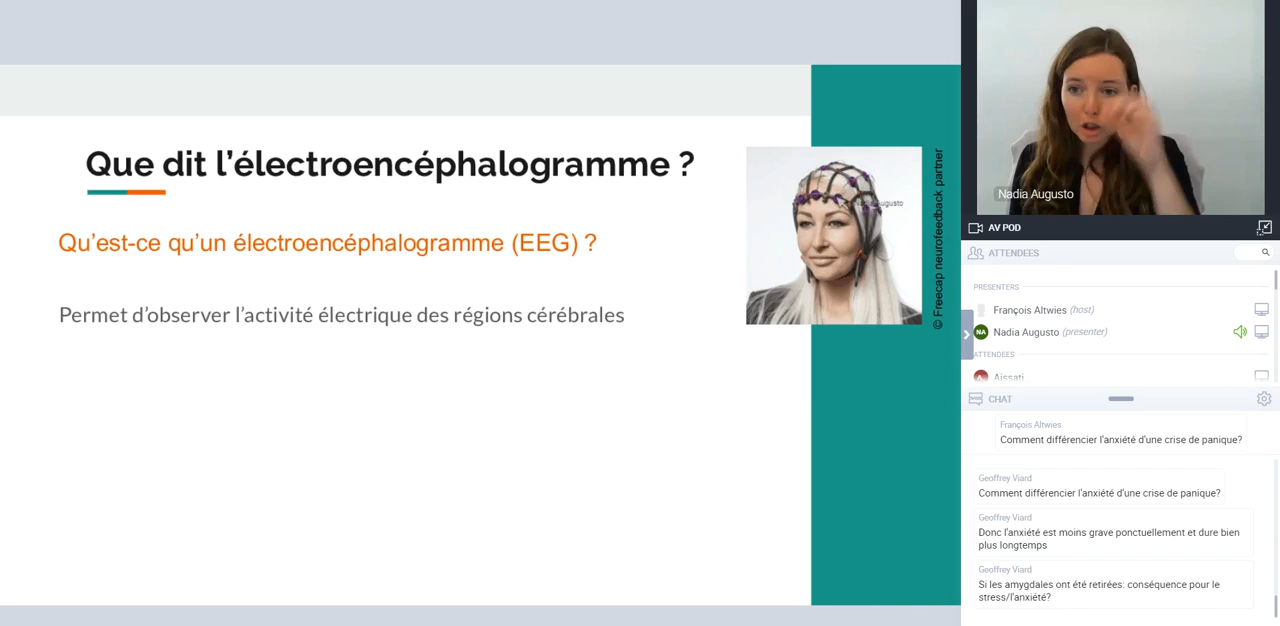 Que dit l'électroencéphalogramme ?
Qu'est-ce qu'un électroencéphalogramme (EEG) ?
Permet d'observer l'activité électrique des régions cérébrales
© Freecap neurofeedback partner
Nadia Augusto
AV POD
ATTENDEES
PRESENTERS
François Altwies (host)
NA
Nadia Augusto (presenter)
ATTENDEES
Aissati
CHAT
François Altwies
Comment différencier l'anxiété d'une crise de panique?
Geoffrey Viard
Comment différencier l'anxiété d'une crise de panique?
Geoffrey Viard
Donc l'anxiété est moins grave ponctuellement et dure bien
plus longtemps
Geoffrey Viard
Si les amygdales ont été retirées: conséquence pour le
stress/l'anxiété?